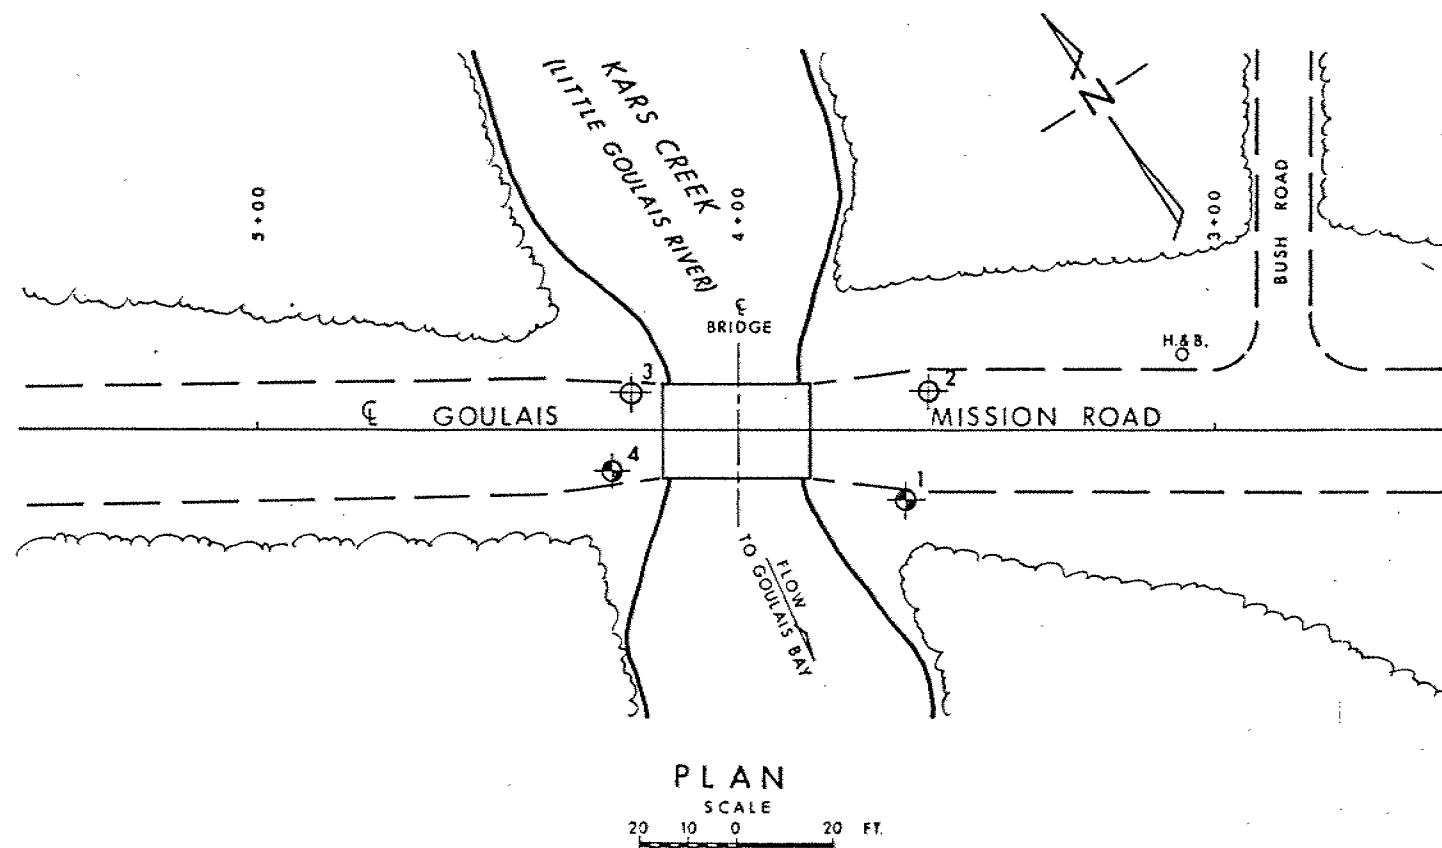 KARS CREEK
(LITTLE GOULAIS RIVER)
N
5+00
4+00
3+00
BUSH ROAD
℄
BRIDGE
H.&B.
3
2
℄ GOULAIS MISSION ROAD
4
1
FLOW
TO GOULAIS BAY
PLAN
SCALE
20 10 0 20 FT.